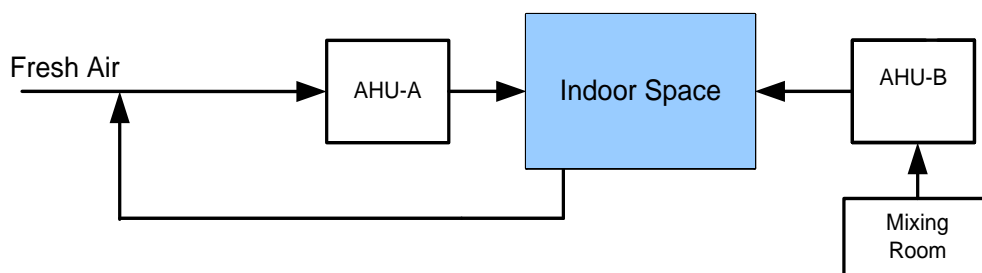 Fresh Air
AHU-A
Indoor Space
AHU-B
Mixing
Room